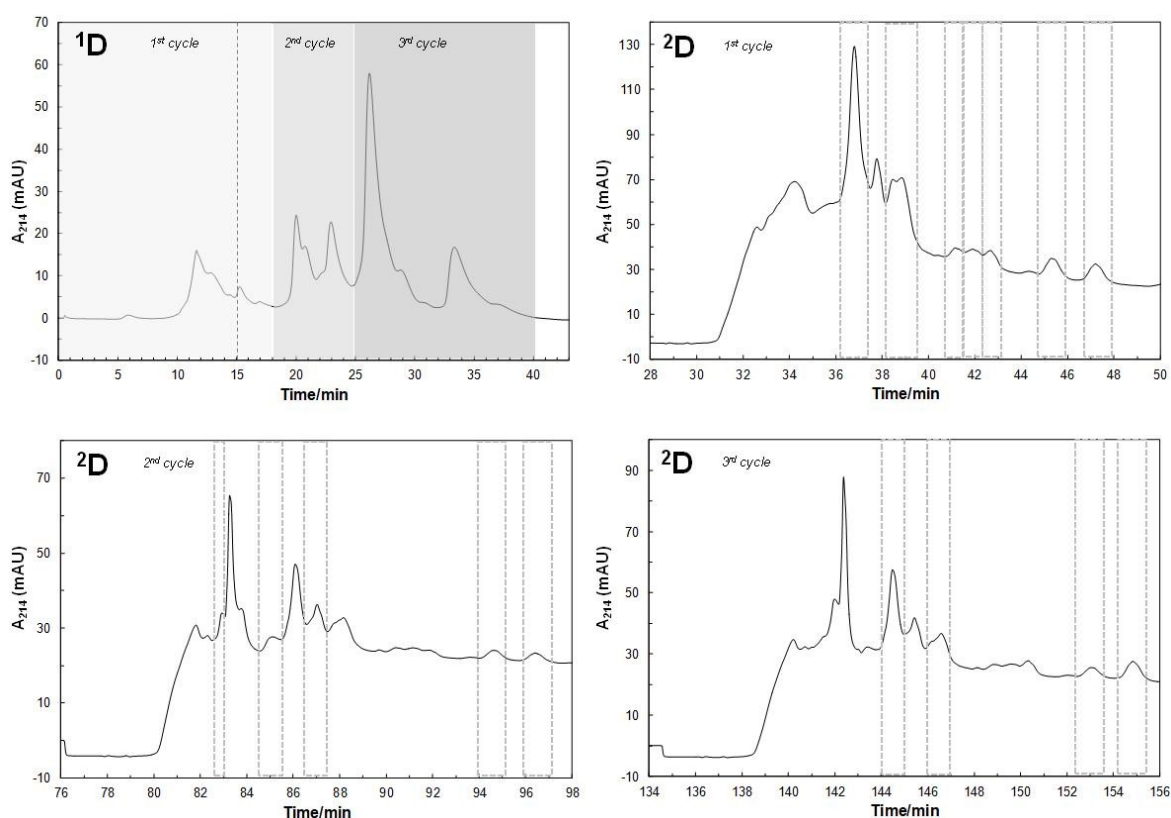 ¹D
1st cycle
2nd cycle
3rd cycle
A214 (mAU)
70
60
50
40
30
20
10
0
-10
0 5 10 15 20 25 30 35 40
Time/min
²D
1st cycle
A214 (mAU)
130
110
90
70
50
30
10
-10
28 30 32 34 36 38 40 42 44 46 48 50
Time/min
²D
2nd cycle
A214 (mAU)
70
50
30
10
-10
76 78 80 82 84 86 88 90 92 94 96 98
Time/min
²D
3rd cycle
A214 (mAU)
90
70
50
30
10
-10
134 136 138 140 142 144 146 148 150 152 154 156
Time/min